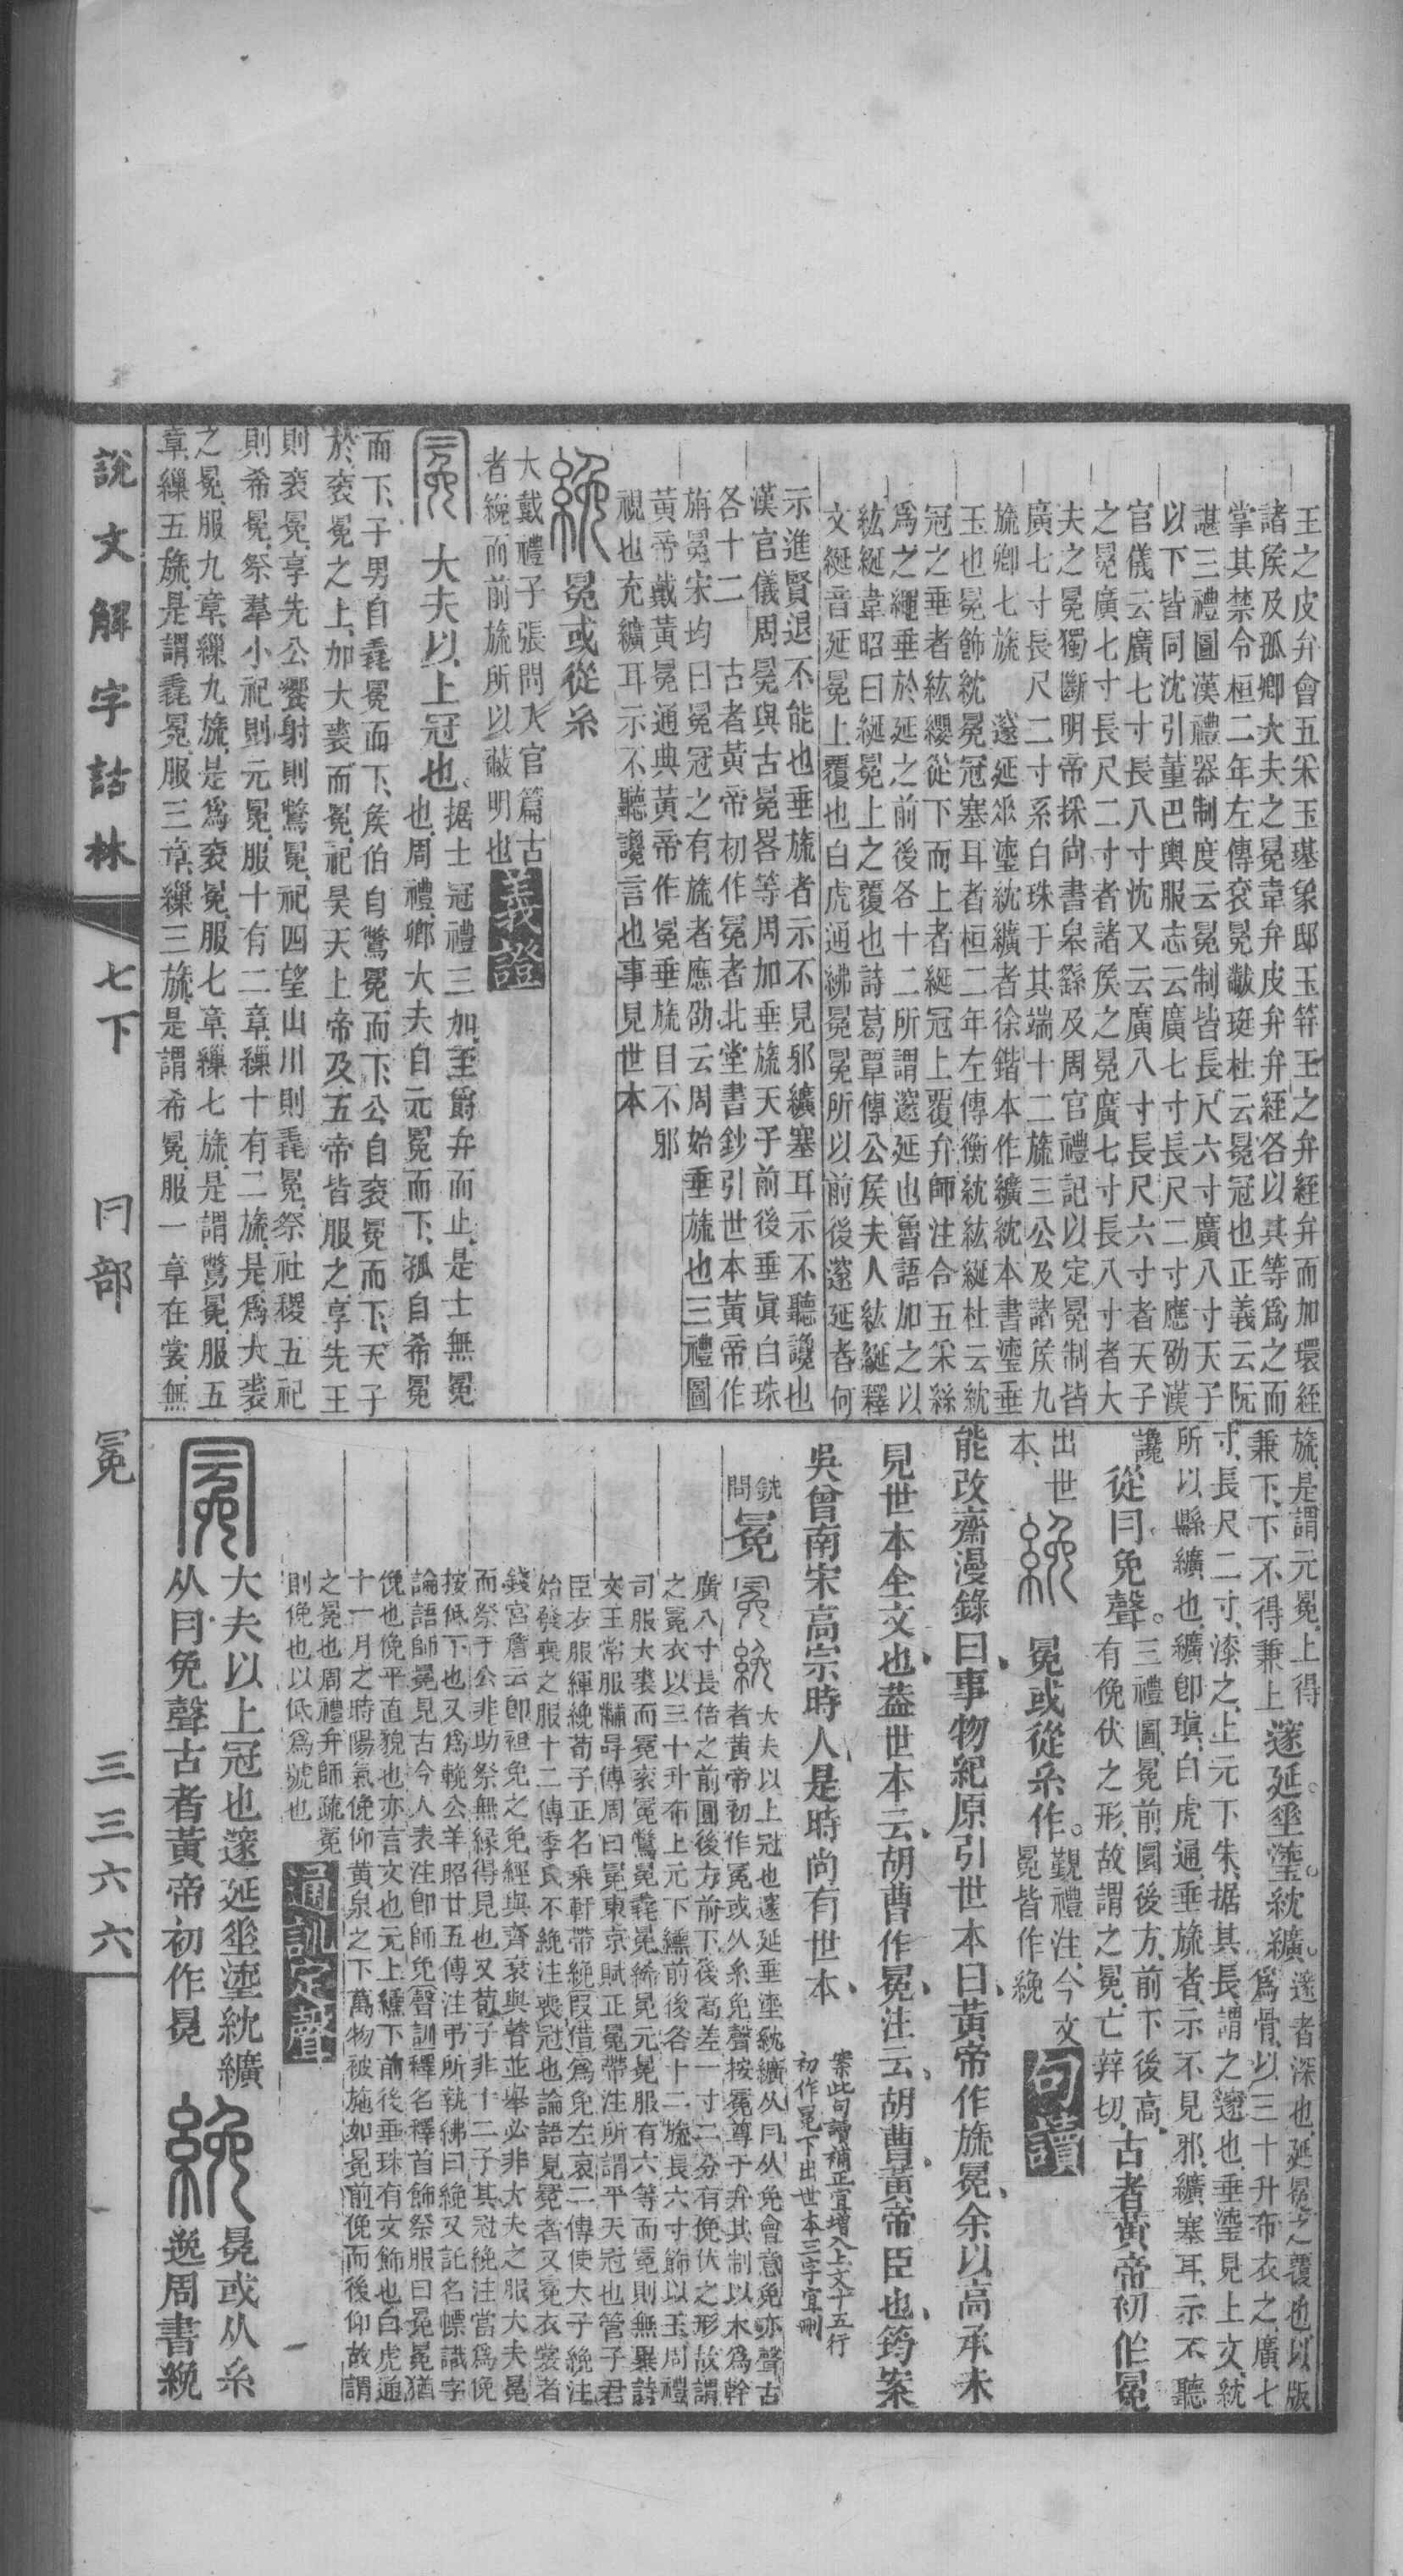 王之皮弁會五采玉璂象邸玉笄王之弁絰弁而加環絰
諸矦及孤卿大夫之冕韋弁皮弁弁絰各以其等爲之而
掌其禁令桓二年左傳袞冕黻珽杜云冕冠也正義云阮
諶三禮圖漢禮器制度云冕制皆長尺六寸廣八寸天子
以下皆同沈引董巴輿服志云廣七寸長尺二寸應劭漢
官儀云廣七寸長八寸沈又云廣八寸長尺六寸者天子
之冕廣七寸長尺二寸者諸矦之冕廣七寸長八寸者大
夫之冕獨斷明帝採尚書皋繇及周官禮記以定冕制皆
廣七寸長尺二寸系白珠于其端十二旒三公及諸矦九
旒卿七旒　邃延垂瑬紞纊者徐鍇本作纊紞本書瑬垂
玉也冕飾紞冕冠塞耳者桓二年左傳衡紞紘綖杜云紞
冠之垂者紘纓從下而上者綖冠上覆弁師注合五采絲
爲之繩垂於延之前後各十二所謂邃延也魯語加之以
紘綖韋昭曰綖冕上之覆也詩葛覃傳公矦夫人紘綖釋
文綖音延冕上覆也白虎通紼冕冕所以前後邃延者何
示進賢退不能也垂旒者示不見邪纊塞耳示不聽讒也
漢官儀周冕與古冕畧等周加垂旒天子前後垂眞白珠
各十二　古者黃帝初作冕者北堂書鈔引世本黃帝作
旃冕宋均曰冕冠之有旒者應劭云周始垂旒也三禮圖
黃帝戴黃冕通典黃帝作冕垂旒目不邪
視也充纊耳示不聽讒言也事見世本
冕或從糸
大戴禮子張問入官篇古
者絻而前旒所以蔽明也
義證
大夫以上冠也
据士冠禮三加至爵弁而止是士無冕
也周禮鄉大夫自元冕而下孤自希冕
而下子男自毳冕而下矦伯自鷩冕而下公自袞冕而下天子
於袞冕之上加大裘而冕祀昊天上帝及五帝皆服之享先王
則袞冕享先公饗射則鷩冕祀四望山川則毳冕祭社稷五祀
則希冕祭羣小祀則元冕服十有二章繅十有二旒是爲大裘
之冕服九章繅九旒是爲袞冕服七章繅七旒是謂鷩冕服五
章繅五旒是謂毳冕服三章繅三旒是謂希冕服一章在裳無
旒是謂元冕上得
兼下下不得兼上
邃延垂瑬紞纊
邃者深也延冕之覆也以版
爲骨以三十升布衣之廣七
寸長尺二寸漆之上元下朱据其長謂之邃也垂瑬見上文紞
所以縣纊也纊卽瑱白虎通垂旒者示不見邪纊塞耳示不聽
讒
從冃免聲
三禮圖冕前圓後方前下後高
有俛伏之形故謂之冕亡辡切
古者黃帝初作冕
出世
本
冕或從糸作
覲禮注今文
冕皆作絻
句讀
能改齋漫錄曰事物紀原引世本曰黃帝作旒冕余以高承未
見世本全文也蓋世本云胡曹作冕注云胡曹黃帝臣也筠案
吳曾南宋高宗時人是時尚有世本
案此句讀補正宜增入上文十五行
初作冕下出世本三字宜刪
銑
問
冕
大夫以上冠也邃延垂瑬紞纊从冃从免會意免亦聲古
者黃帝初作冕或从糸免聲按冕尊于弁其制以木爲幹
廣八寸長倍之前圓後方前下後高差一寸二分有俛伏之形故謂
之冕衣以三十升布上元下纁前後各十二旒長六寸飾以玉周禮
司服大裘而冕袞冕鷩冕毳冕絺冕元冕服有六等而冕則無異詩
文王常服黼冔傳周曰冕東京賦正冕帶注所謂平天冠也管子君
臣衣服緷絻荀子正名乘軒帶絻叚借爲免左哀二傳使大子絻注
始發喪之服十二傳季氏不絻注喪冠也論語見冕者又冕衣裳者
錢宮詹云卽袒免之免經與齊衰與瞽並舉必非大夫之服大夫冕
而祭于公非助祭無緣得見也又荀子非十二子其冠絻注當爲俛
按低下也又爲輓公羊昭廿五傳注弔所執紼曰絻又託名幖識字
論語師冕見古今人表注卽師免聲訓釋名釋首飾祭服曰冕冕猶
俛也俛平直貌也亦言文也元上纁下前後垂珠有文飾也白虎通
十一月之時陽氣俛仰黃泉之下萬物被施如冕前俛而後仰故謂
之冕也周禮弁師疏冕
則俛也以低爲號也
通訓定聲
大夫以上冠也邃延垂瑬紞纊
从冃免聲古者黃帝初作冕
冕或从糸
逸周書絻
說文解字詁林
七下
冃部
冕
三三六六